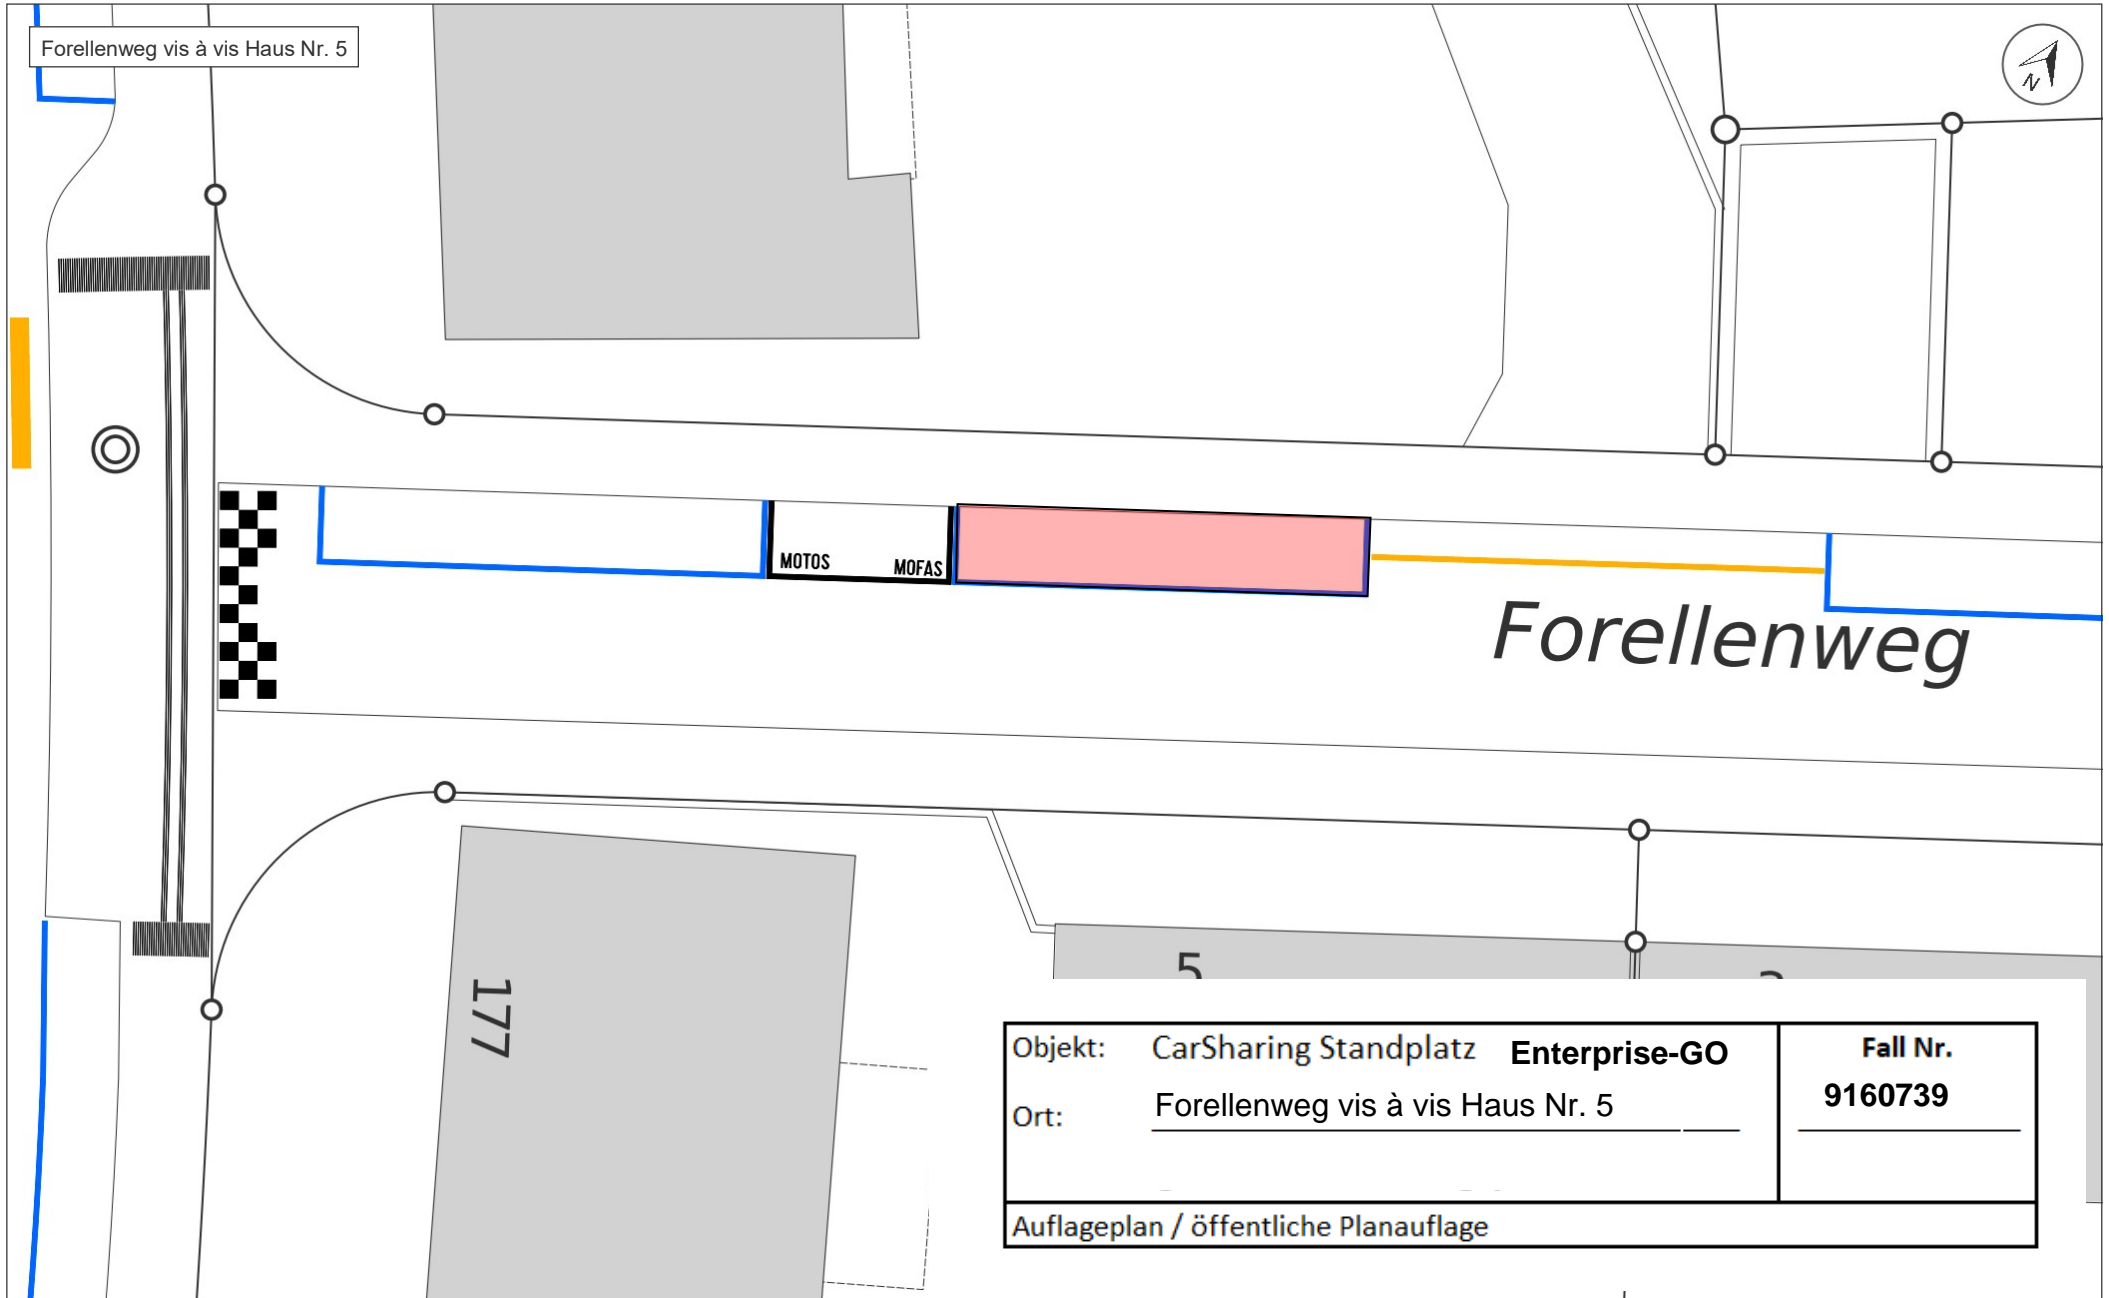 Forellenweg vis à vis Haus Nr. 5
N
MOTOS MOFAS
Forellenweg
177
5
Objekt: CarSharing Standplatz Enterprise-GO
Fall Nr.
Ort: Forellenweg vis à vis Haus Nr. 5
9160739
Auflageplan / öffentliche Planauflage